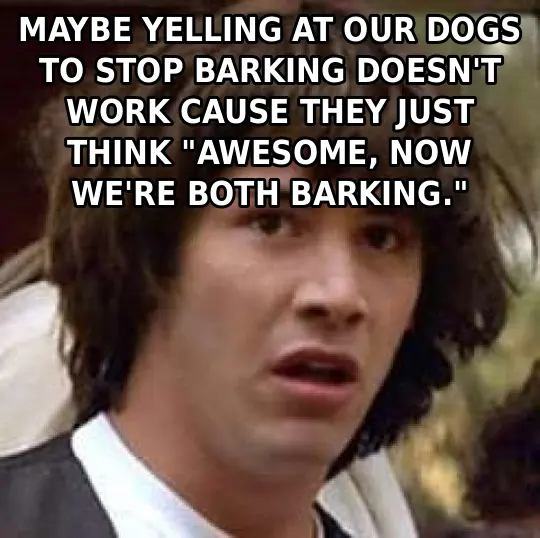 MAYBE YELLING AT OUR DOGS
TO STOP BARKING DOESN'T
WORK CAUSE THEY JUST
THINK "AWESOME, NOW
WE'RE BOTH BARKING."